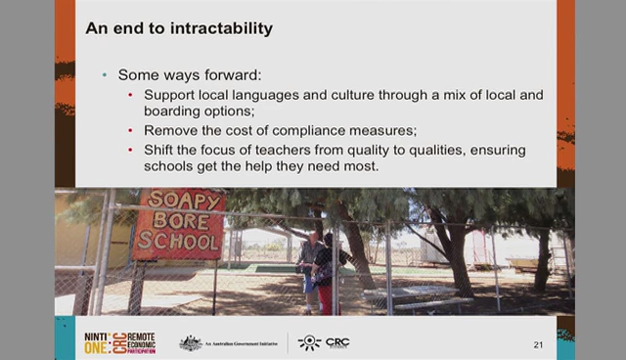 An end to intractability
• Some ways forward:
• Support local languages and culture through a mix of local and
boarding options;
• Remove the cost of compliance measures;
• Shift the focus of teachers from quality to qualities, ensuring
schools get the help they need most.
SOAPY
BORE
SCHOOL
NINTI
ONE
CRC
REMOTE
ECONOMIC
PARTICIPATION
An Australian Government Initiative
CRC
21